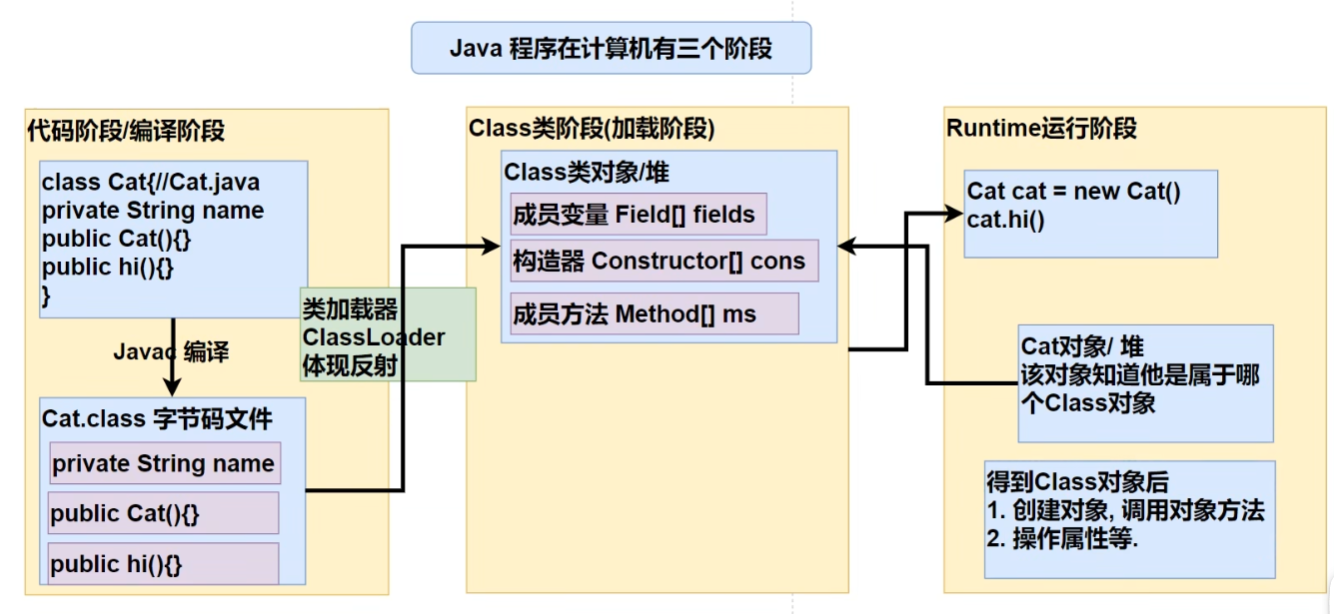 Java 程序在计算机有三个阶段
代码阶段/编译阶段
class Cat{//Cat.java
private String name
public Cat(){}
public hi(){}
}
Javac 编译
Cat.class 字节码文件
private String name
public Cat(){}
public hi(){}
类加载器
ClassLoader
体现反射
Class类阶段(加载阶段)
Class类对象/堆
成员变量 Field[] fields
构造器 Constructor[] cons
成员方法 Method[] ms
Runtime运行阶段
Cat cat = new Cat()
cat.hi()
Cat对象/ 堆
该对象知道他是属于哪
个Class对象
得到Class对象后
1. 创建对象, 调用对象方法
2. 操作属性等.